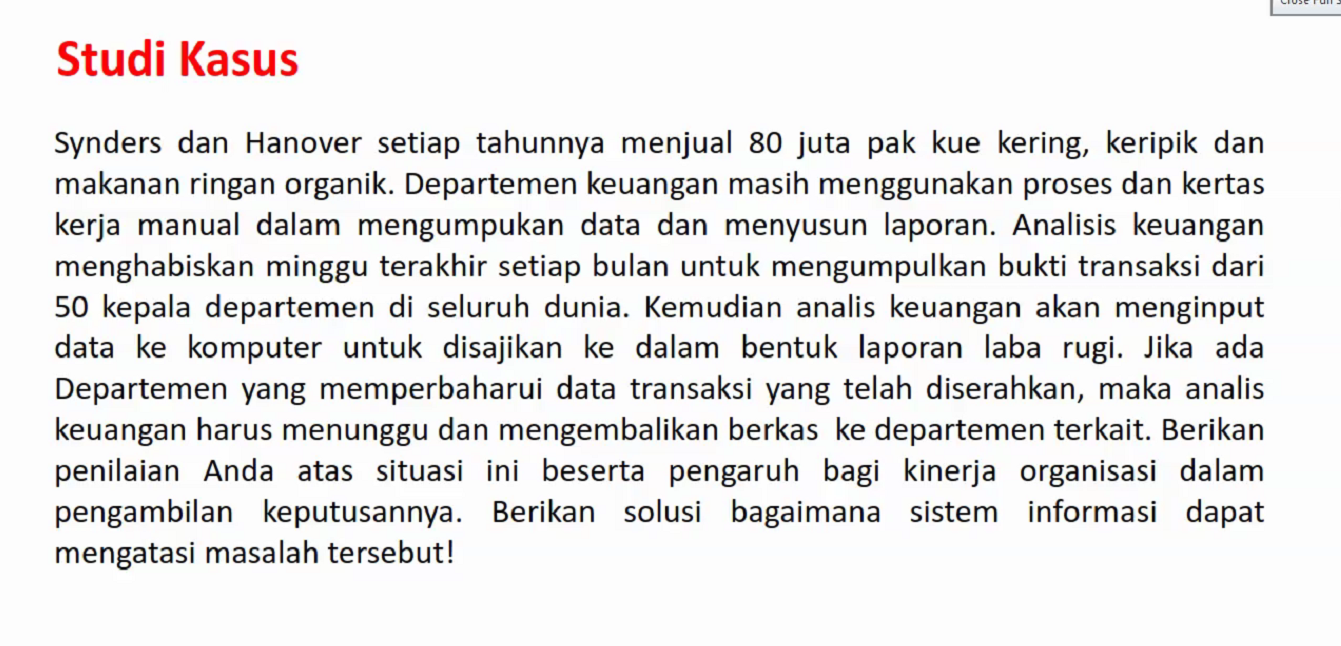 Studi Kasus
Synders dan Hanover setiap tahunnya menjual 80 juta pak kue kering, keripik dan
makanan ringan organik. Departemen keuangan masih menggunakan proses dan kertas
kerja manual dalam mengumpukan data dan menyusun laporan. Analisis keuangan
menghabiskan minggu terakhir setiap bulan untuk mengumpulkan bukti transaksi dari
50 kepala departemen di seluruh dunia. Kemudian analis keuangan akan menginput
data ke komputer untuk disajikan ke dalam bentuk laporan laba rugi. Jika ada
Departemen yang memperbaharui data transaksi yang telah diserahkan, maka analis
keuangan harus menunggu dan mengembalikan berkas ke departemen terkait. Berikan
penilaian Anda atas situasi ini beserta pengaruh bagi kinerja organisasi dalam
pengambilan keputusannya. Berikan solusi bagaimana sistem informasi dapat
mengatasi masalah tersebut!